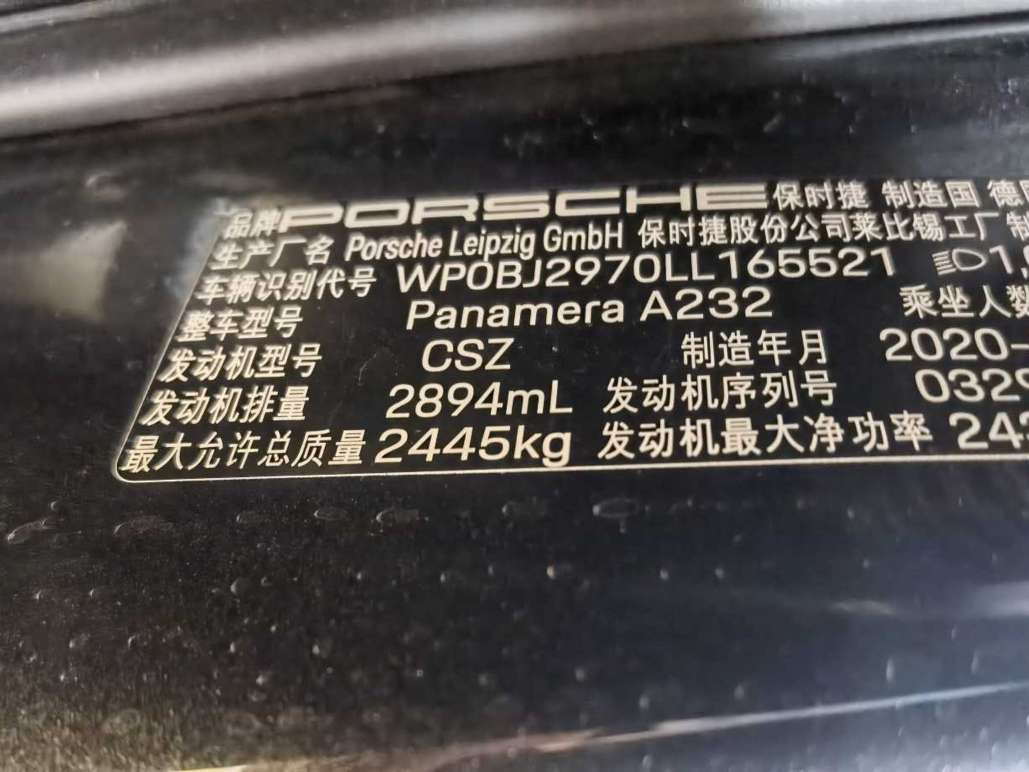 品牌 PORSCHE 保时捷 制造国 德
生产厂名 Porsche Leipzig GmbH 保时捷股份公司莱比锡工厂 制
车辆识别代号 WP0BJ2970LL165521 1.
整车型号 Panamera A232 乘坐人数
发动机型号 CSZ 制造年月 2020-
发动机排量 2894mL 发动机序列号 0329
最大允许总质量 2445kg 发动机最大净功率 24